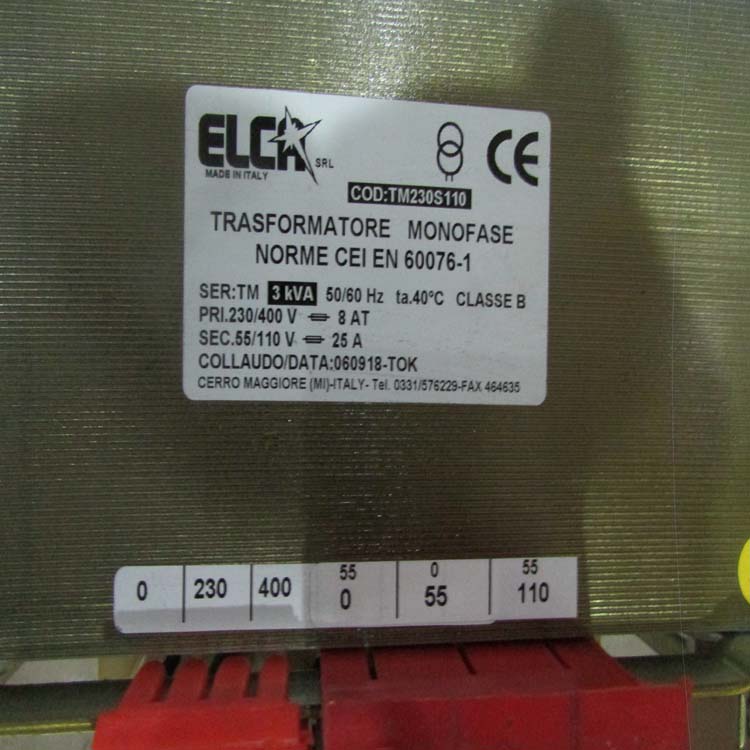 ELCA SRL
MADE IN ITALY
CE
COD:TM230S110
TRASFORMATORE MONOFASE
NORME CEI EN 60076-1
SER:TM 3 kVA 50/60 Hz ta.40°C CLASSE B
PRI.230/400 V 8 AT
SEC.55/110 V 25 A
COLLAUDO/DATA:060918-TOK
CERRO MAGGIORE (MI)-ITALY- Tel. 0331/576229-FAX 464635
55 0 55
0 230 400 0 55 110